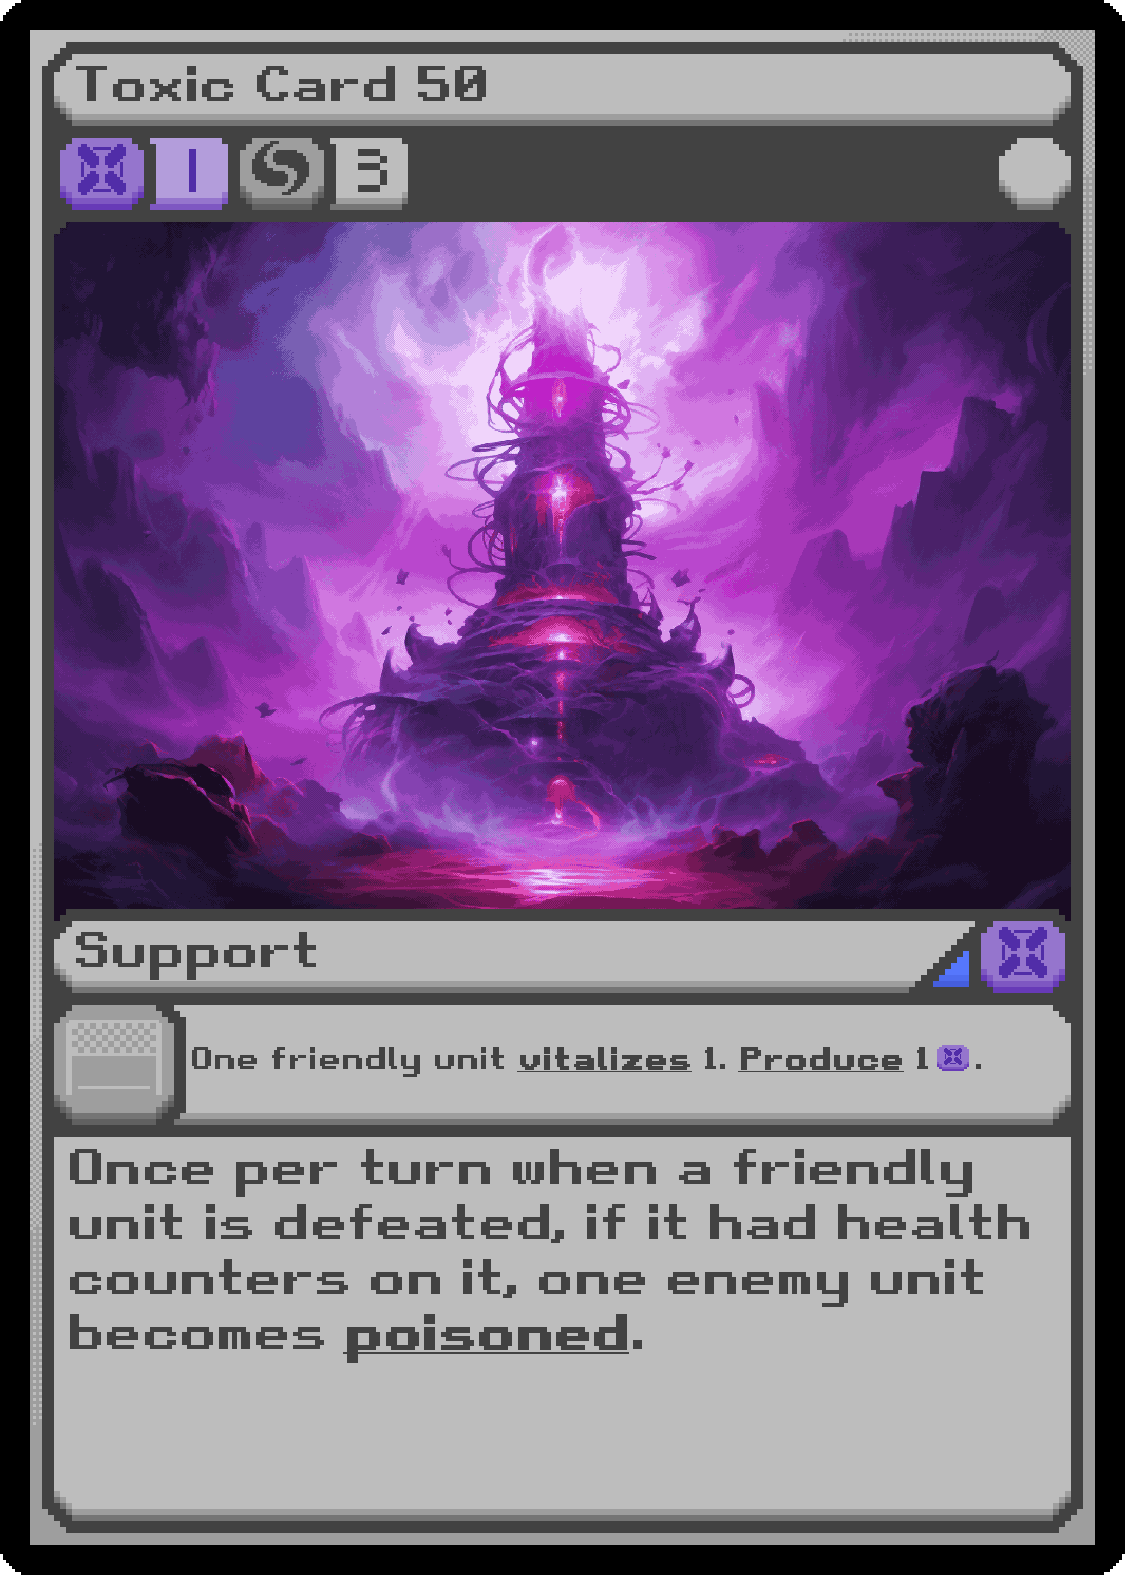 Toxic Card 50
1 3
Support
One friendly unit vitalizes 1. Produce 1 .
Once per turn when a friendly
unit is defeated, if it had health
counters on it, one enemy unit
becomes poisoned.